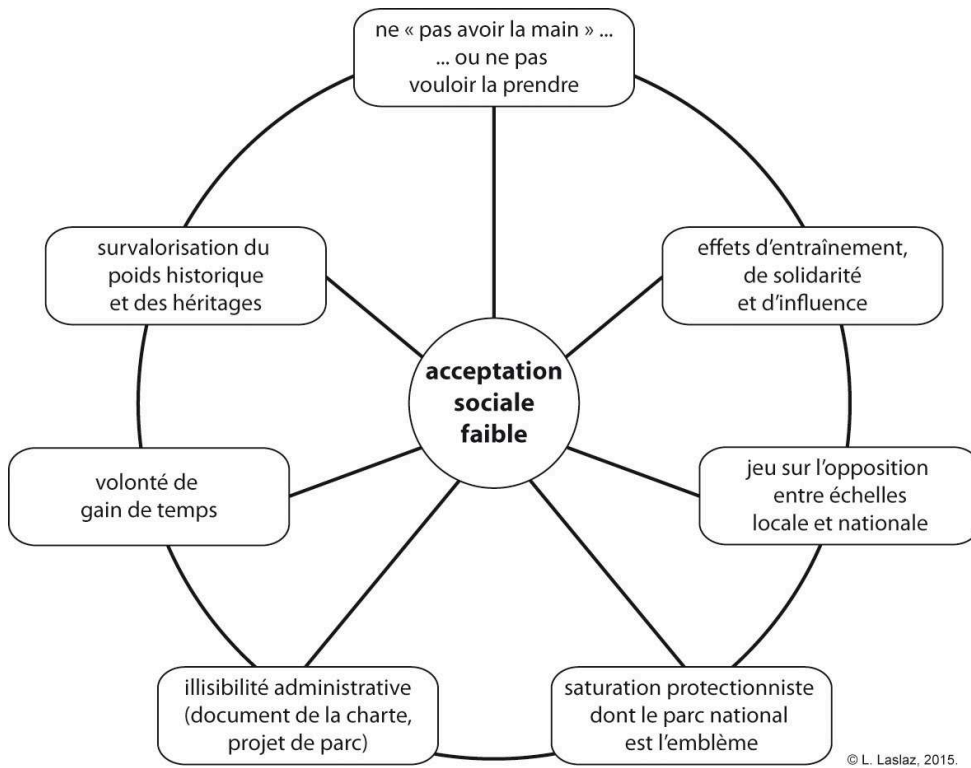 ne « pas avoir la main » ...
... ou ne pas
vouloir la prendre
survalorisation du
poids historique
et des héritages
effets d’entraînement,
de solidarité
et d’influence
acceptation
sociale
faible
volonté de
gain de temps
jeu sur l’opposition
entre échelles
locale et nationale
illisibilité administrative
(document de la charte,
projet de parc)
saturation protectionniste
dont le parc national
est l’emblème
© L. Laslaz, 2015.